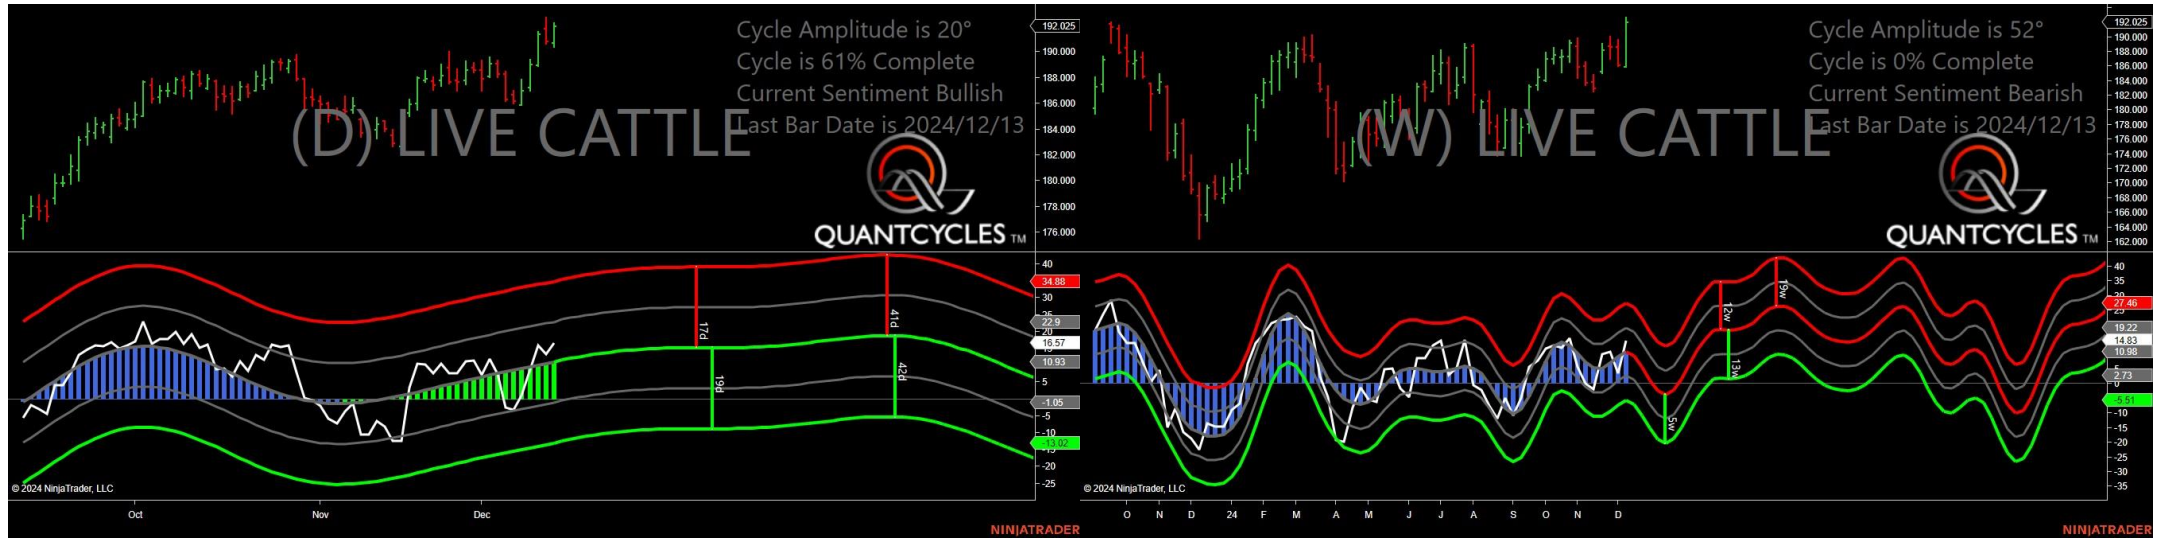 Cycle Amplitude is 20°
Cycle is 61% Complete
Current Sentiment Bullish
Last Bar Date is 2024/12/13
(D) LIVE CATTLE
QUANTCYCLES TM
192.025
190.000
188.000
186.000
184.000
182.000
180.000
178.000
176.000
40
34.88
30
22.9
20
16.57
10.93
5
-1.05
-5
-10
-13.02
-15
-20
-25
17d
19d
41d
42d
© 2024 NinjaTrader, LLC
Oct
Nov
Dec
NINJATRADER
Cycle Amplitude is 52°
Cycle is 0% Complete
Current Sentiment Bearish
Last Bar Date is 2024/12/13
(W) LIVE CATTLE
QUANTCYCLES TM
192.025
190.000
188.000
186.000
184.000
182.000
180.000
178.000
176.000
174.000
172.000
170.000
168.000
166.000
164.000
162.000
40
35
30
27.46
25
19.22
14.83
10.98
2.73
0
-5.51
-10
-15
-20
-25
-30
-35
12w
19w
13w
5w
© 2024 NinjaTrader, LLC
O
N
D
24
F
M
A
M
J
J
A
S
O
N
D
NINJATRADER